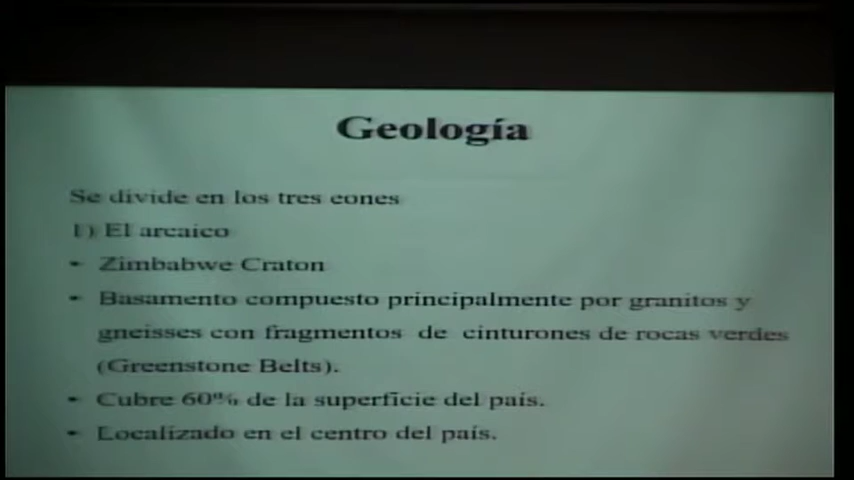 Geología
Se divide en los tres eones
1) El arcaico
• Zimbabwe Craton
• Basamento compuesto principalmente por granitos y
gneisses con fragmentos de cinturones de rocas verdes
(Greenstone Belts).
• Cubre 60% de la superficie del país.
• Localizado en el centro del país.